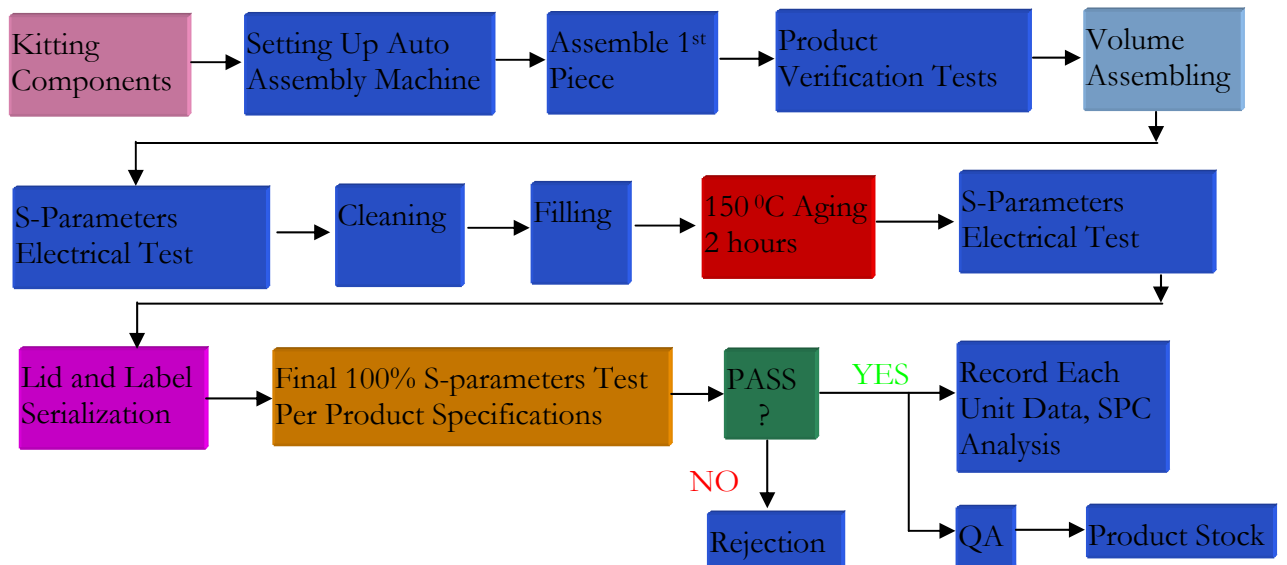 Kitting
Components
Setting Up Auto
Assembly Machine
Assemble 1st
Piece
Product
Verification Tests
Volume
Assembling
S-Parameters
Electrical Test
Cleaning
Filling
150 ⁰C Aging
2 hours
S-Parameters
Electrical Test
Lid and Label
Serialization
Final 100% S-parameters Test
Per Product Specifications
PASS
?
YES
Record Each
Unit Data, SPC
Analysis
NO
Rejection
QA
Product Stock